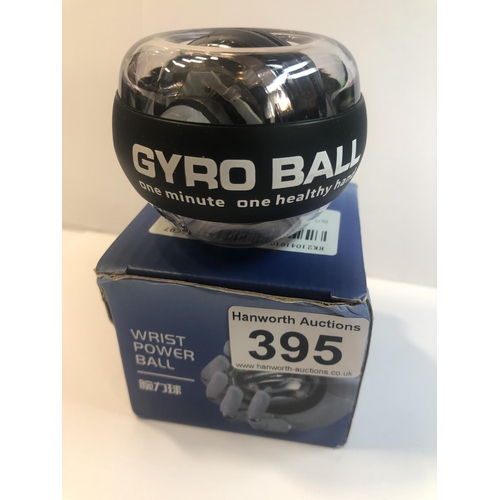 GYRO BALL
one minute one healthy hand
Hanworth Auctions
395
www.hanworth-auctions.co.uk
WRIST
POWER
BALL
腕力球